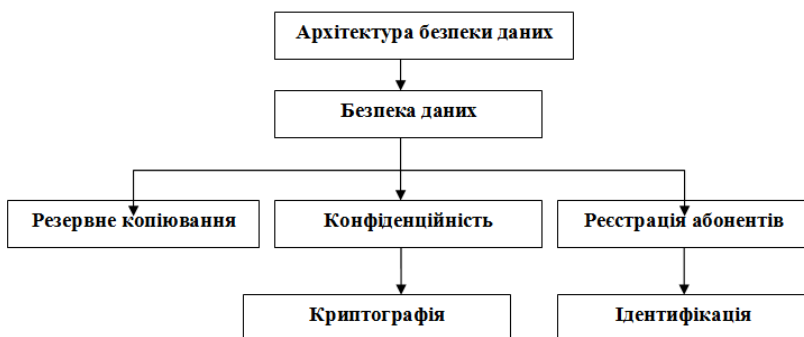 Архітектура безпеки даних
Безпека даних
Резервне копіювання
Конфіденційність
Реєстрація абонентів
Криптографія
Ідентифікація